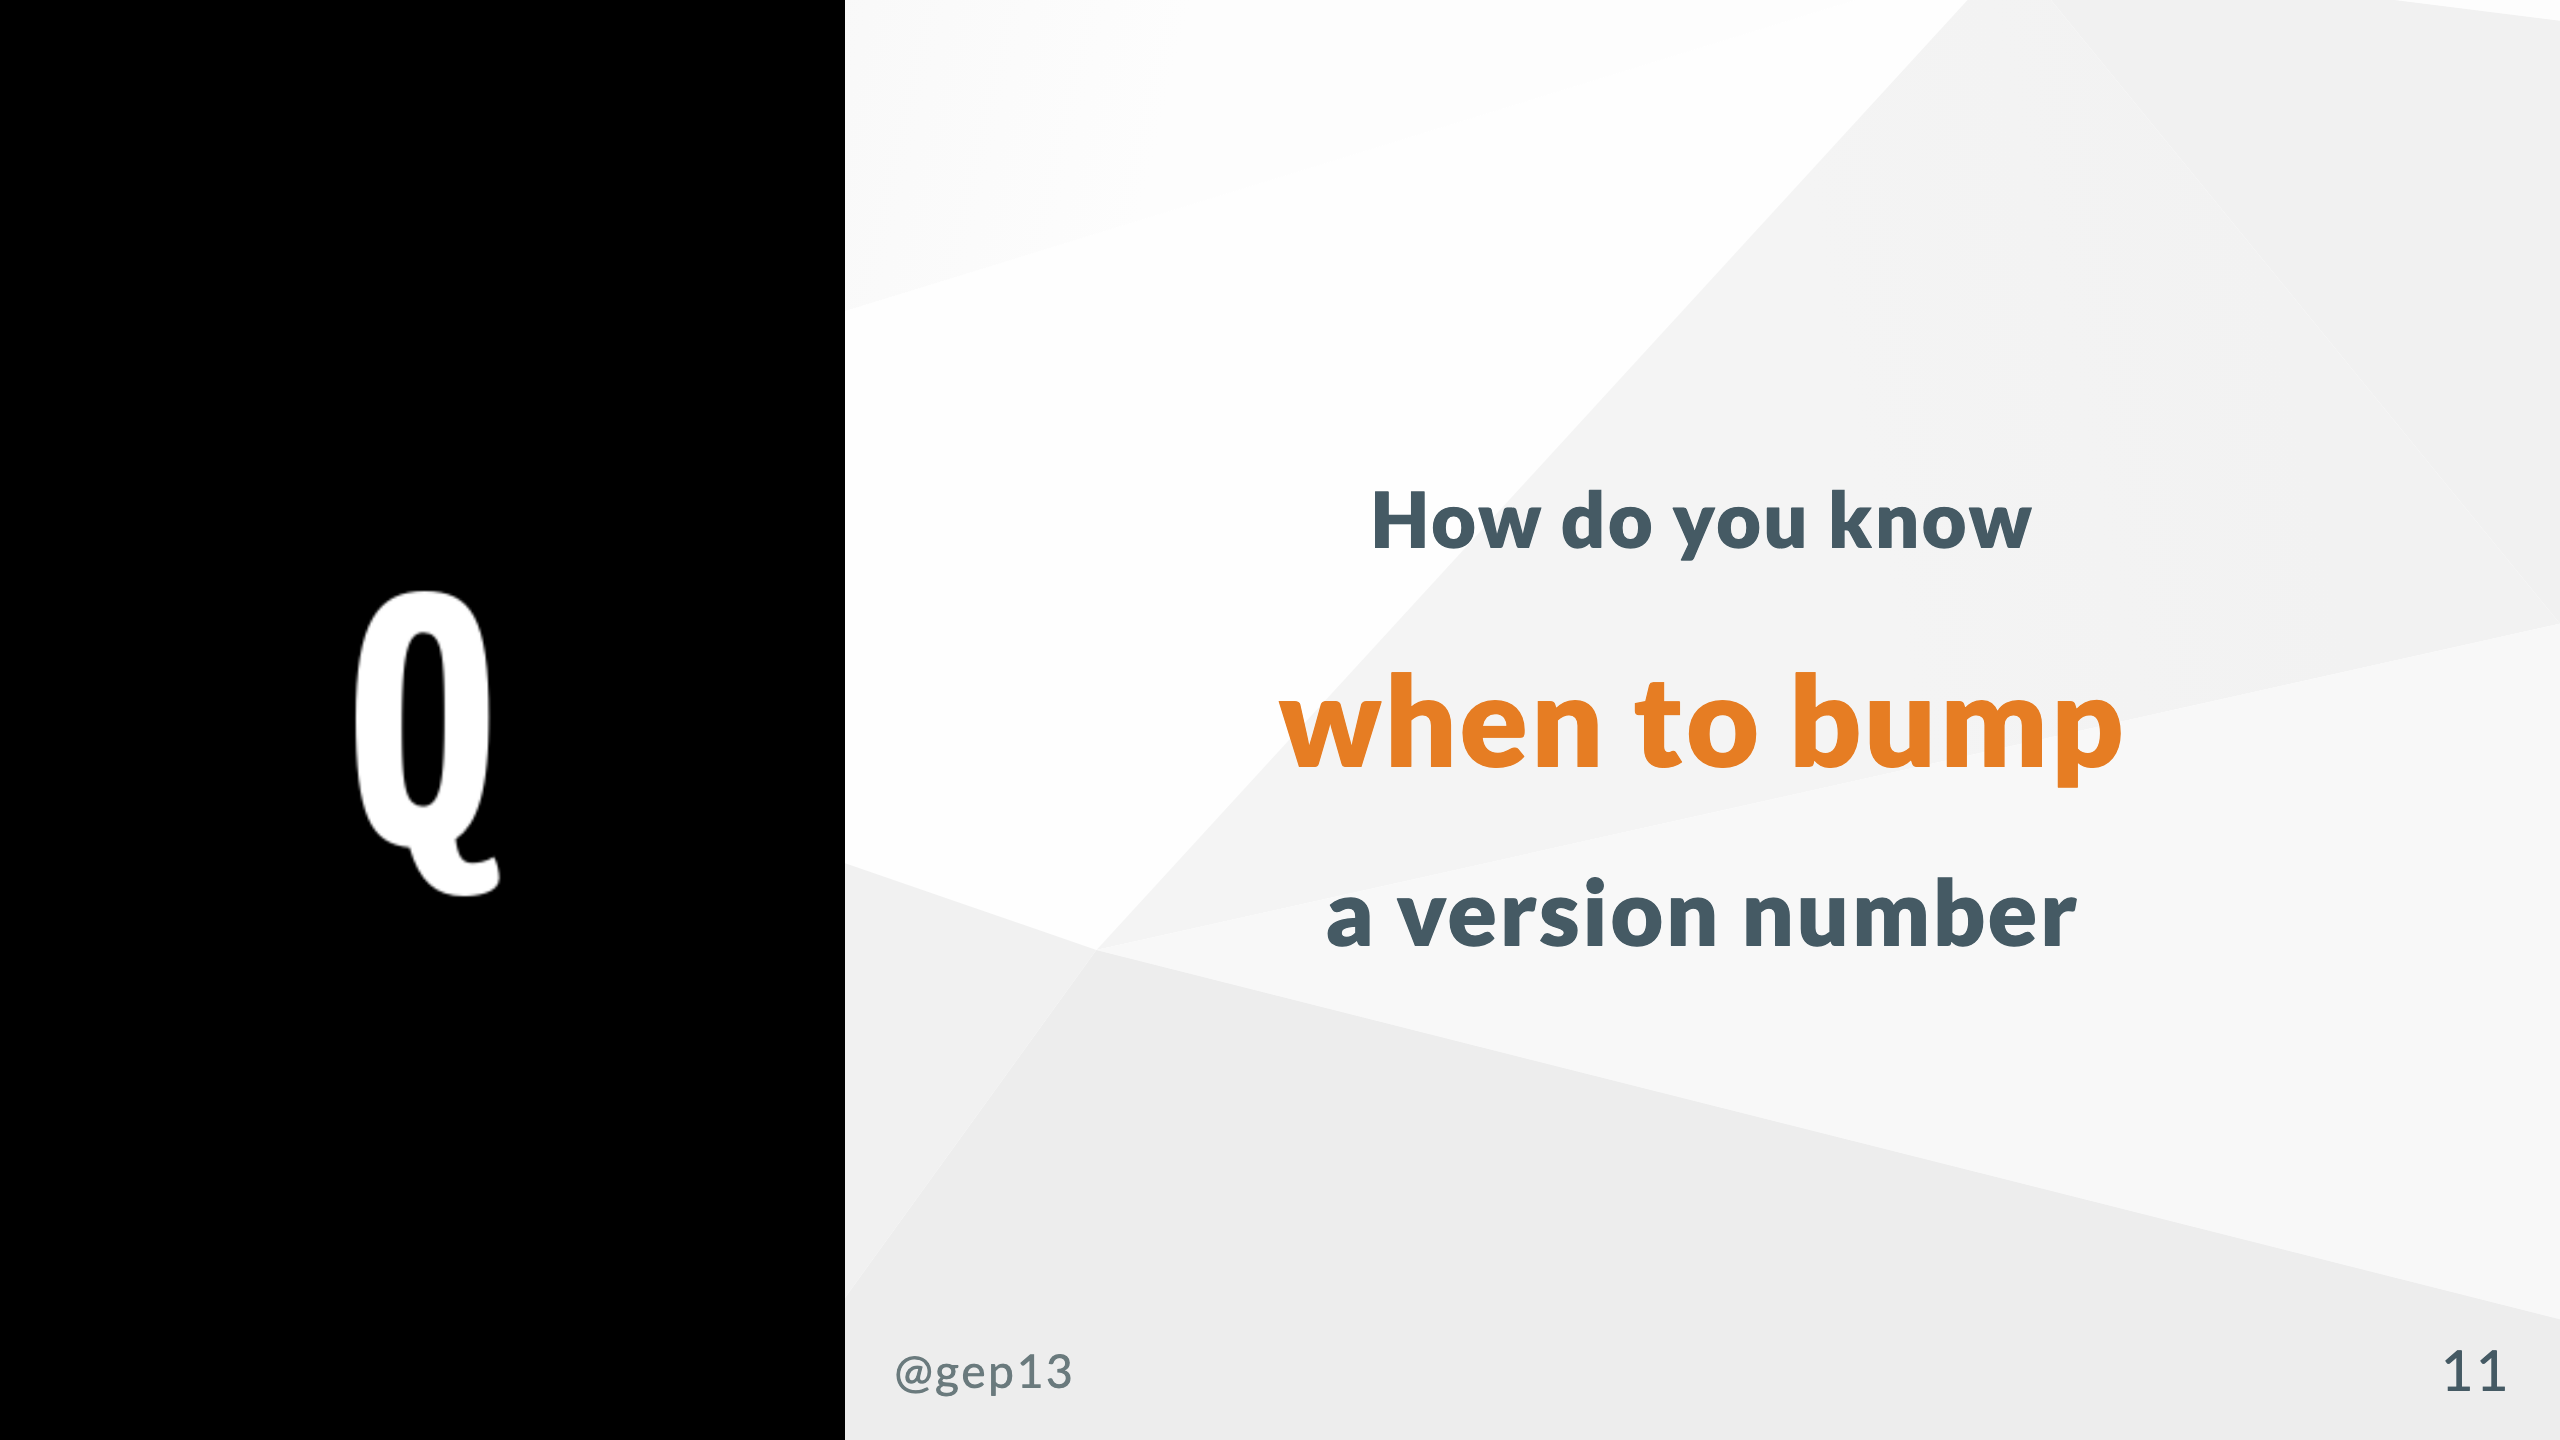 Q
How do you know
when to bump
a version number
@gep13
11